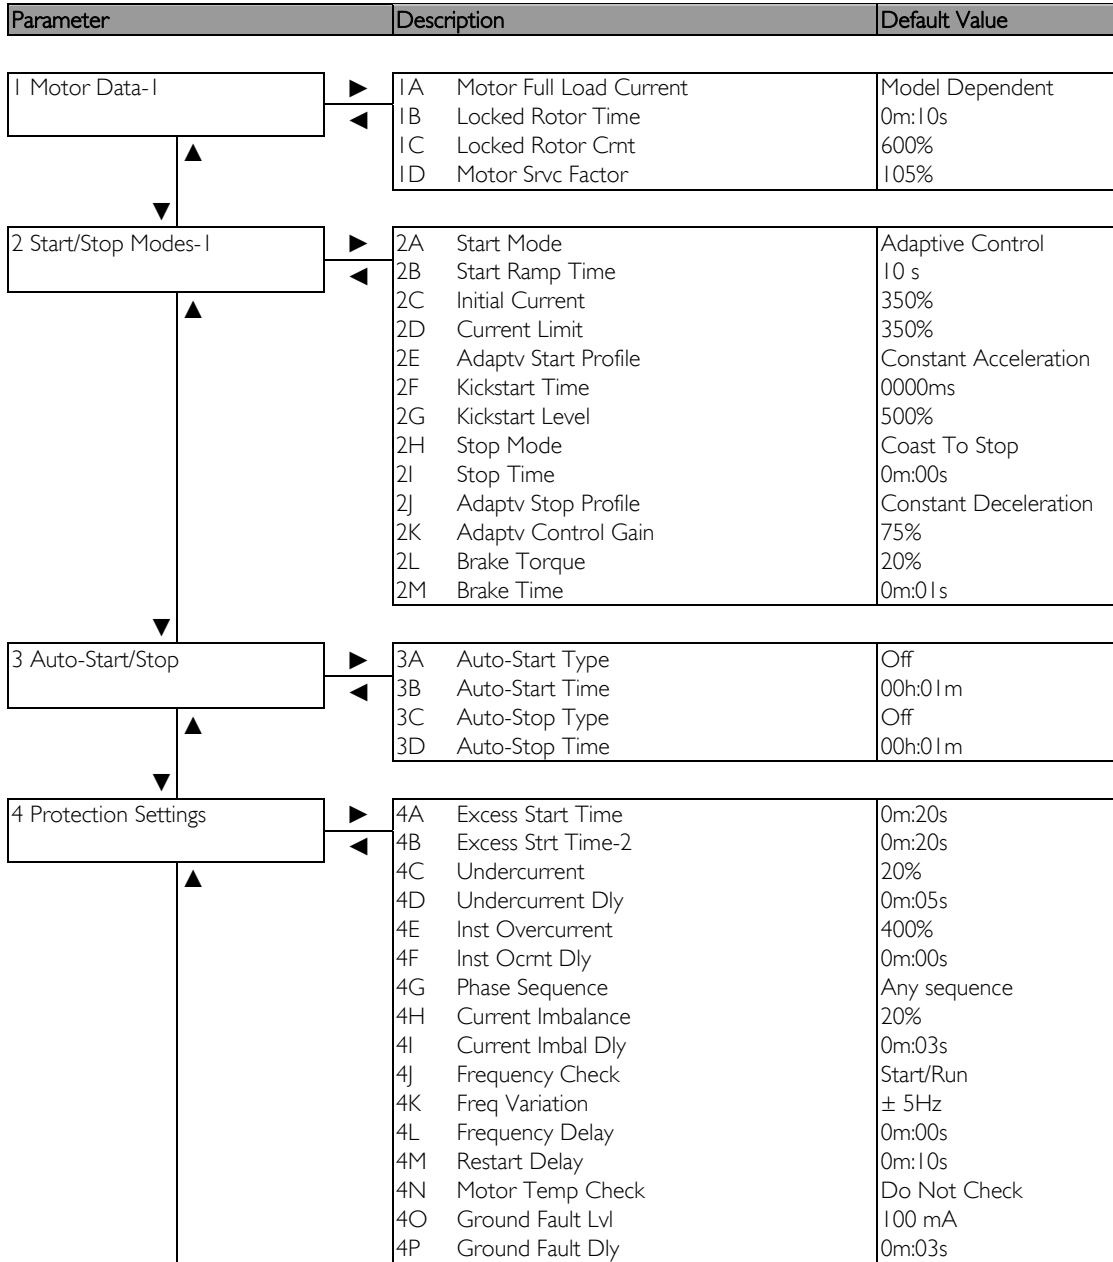 Parameter Description Default Value
1 Motor Data-1 ► 1A Motor Full Load Current Model Dependent
◄ 1B Locked Rotor Time 0m:10s
▲ 1C Locked Rotor Crnt 600%
1D Motor Srvc Factor 105%
▼
2 Start/Stop Modes-1 ► 2A Start Mode Adaptive Control
◄ 2B Start Ramp Time 10 s
▲ 2C Initial Current 350%
2D Current Limit 350%
2E Adaptv Start Profile Constant Acceleration
2F Kickstart Time 0000ms
2G Kickstart Level 500%
2H Stop Mode Coast To Stop
2I Stop Time 0m:00s
2J Adaptv Stop Profile Constant Deceleration
2K Adaptv Control Gain 75%
2L Brake Torque 20%
2M Brake Time 0m:01s
▼
3 Auto-Start/Stop ► 3A Auto-Start Type Off
◄ 3B Auto-Start Time 00h:01m
▲ 3C Auto-Stop Type Off
3D Auto-Stop Time 00h:01m
▼
4 Protection Settings ► 4A Excess Start Time 0m:20s
◄ 4B Excess Strt Time-2 0m:20s
▲ 4C Undercurrent 20%
4D Undercurrent Dly 0m:05s
4E Inst Overcurrent 400%
4F Inst Ocrnt Dly 0m:00s
4G Phase Sequence Any sequence
4H Current Imbalance 20%
4I Current Imbal Dly 0m:03s
4J Frequency Check Start/Run
4K Freq Variation ± 5Hz
4L Frequency Delay 0m:00s
4M Restart Delay 0m:10s
4N Motor Temp Check Do Not Check
4O Ground Fault Lvl 100 mA
4P Ground Fault Dly 0m:03s